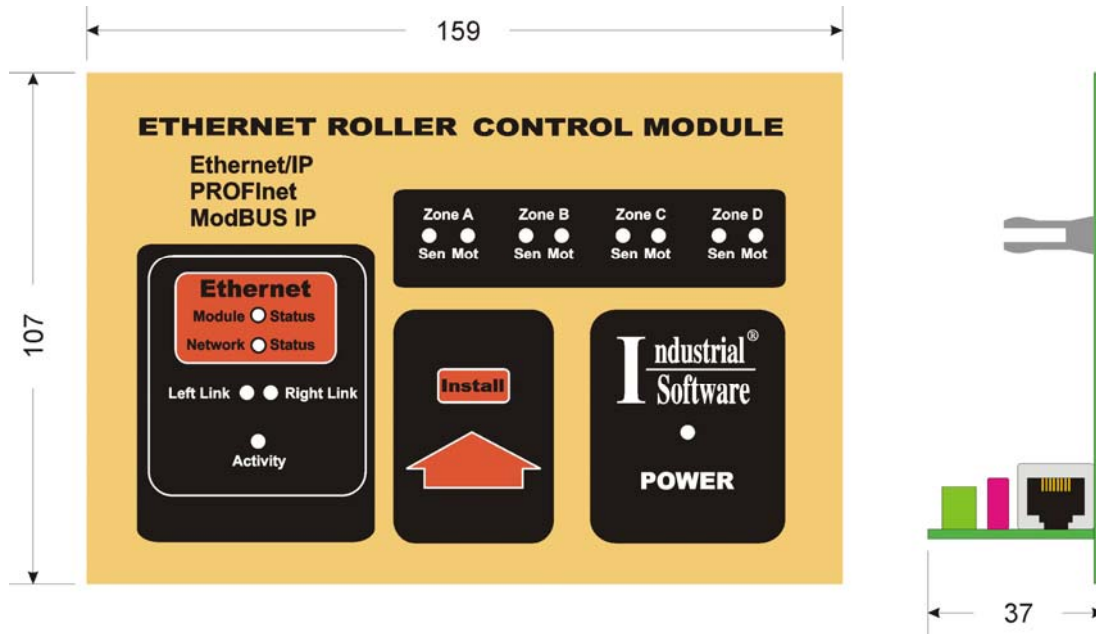 159
107
ETHERNET ROLLER CONTROL MODULE
Ethernet/IP
PROFInet
ModBUS IP
Zone A Zone B Zone C Zone D
Sen Mot Sen Mot Sen Mot Sen Mot
Ethernet
Module Status
Network Status
Left Link Right Link
Activity
Install
Industrial®
Software
POWER
37